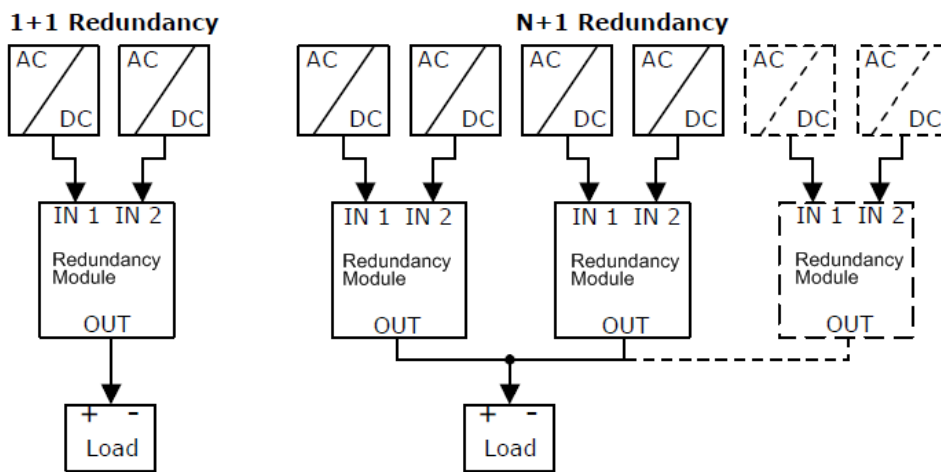 1+1 Redundancy
AC
DC
AC
DC
IN 1 IN 2
Redundancy
Module
OUT
+ -
Load
N+1 Redundancy
AC
DC
AC
DC
AC
DC
AC
DC
AC
DC
AC
DC
IN 1 IN 2
Redundancy
Module
OUT
IN 1 IN 2
Redundancy
Module
OUT
IN 1 IN 2
Redundancy
Module
OUT
+ -
Load